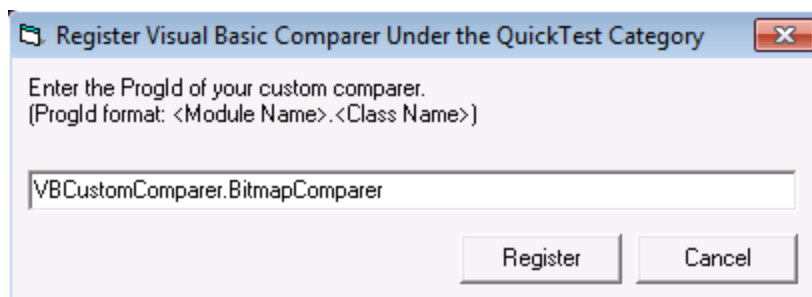 Register Visual Basic Comparer Under the QuickTest Category
Enter the ProgId of your custom comparer.
(ProgId format: <Module Name>.<Class Name>)
VBCustomComparer.BitmapComparer
Register
Cancel